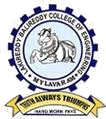 LAKIREDDY BALIREDDY COLLEGE OF ENGINEERING
MYLAVARAM
TRUTH ALWAYS TRIUMPHS
HARD WORK PAYS